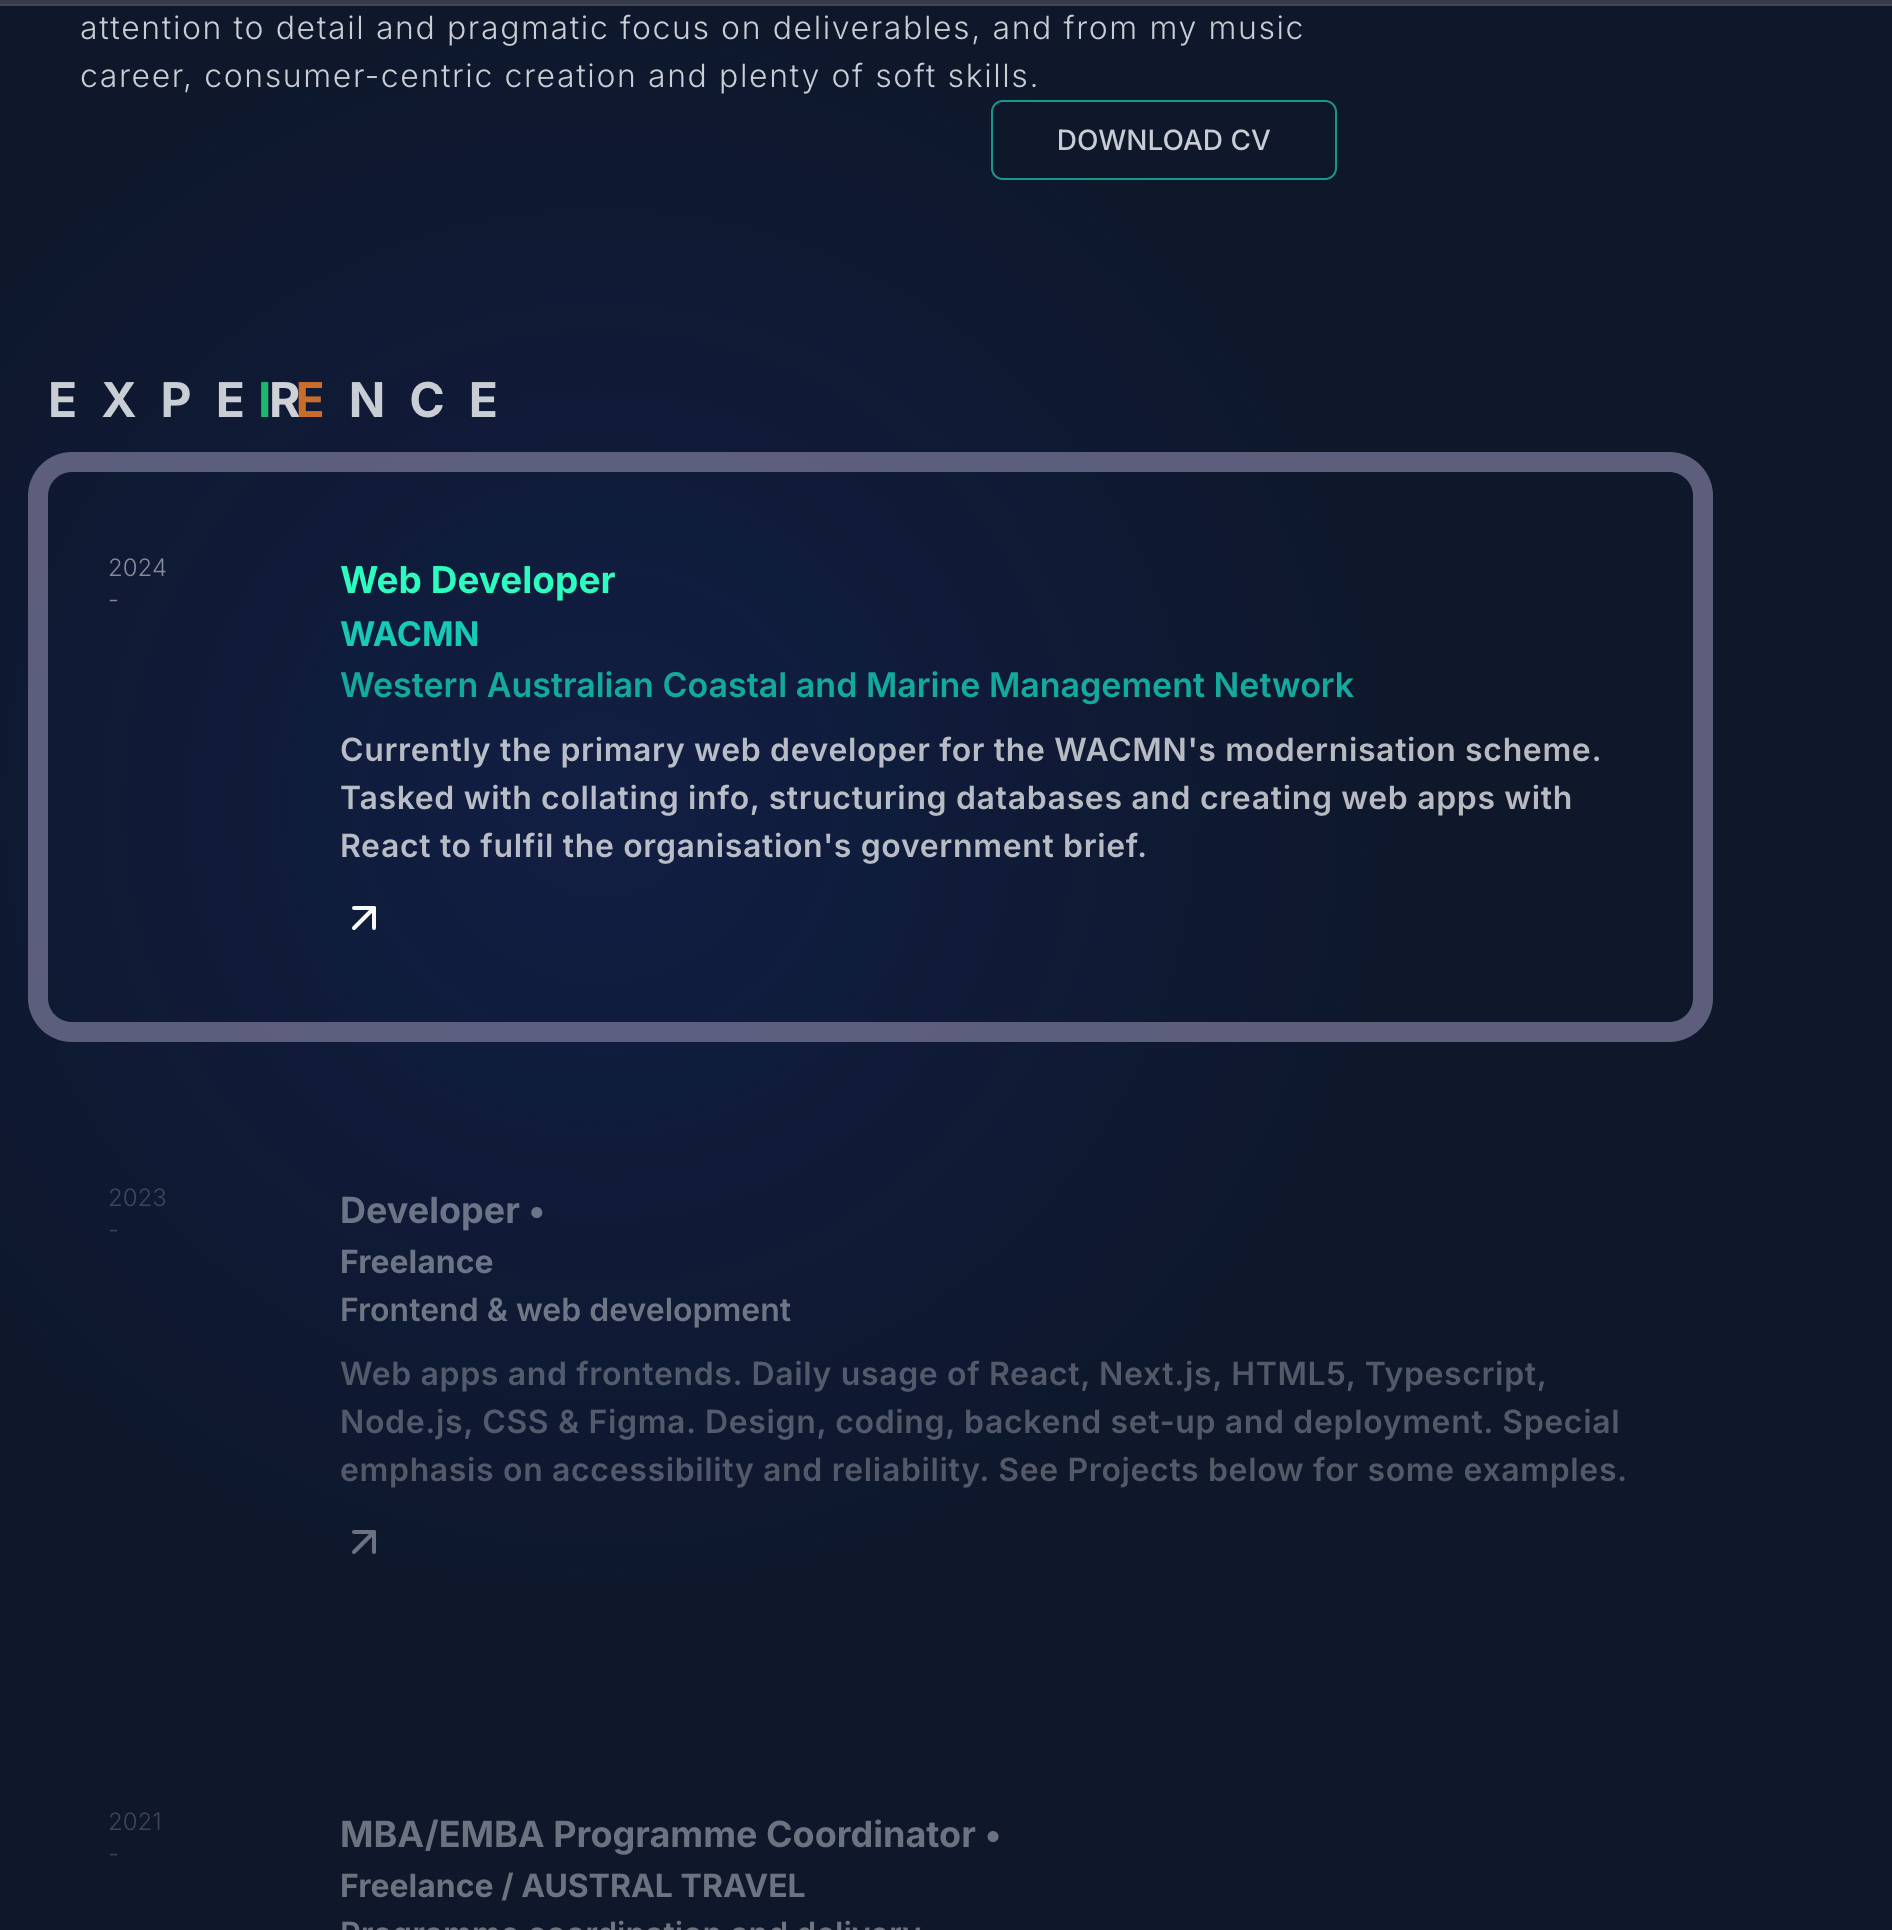 attention to detail and pragmatic focus on deliverables, and from my music
career, consumer-centric creation and plenty of soft skills.
DOWNLOAD CV
E X P E I R E N C E
2024
-
Web Developer
WACMN
Western Australian Coastal and Marine Management Network
Currently the primary web developer for the WACMN's modernisation scheme.
Tasked with collating info, structuring databases and creating web apps with
React to fulfil the organisation's government brief.
2023
-
Developer •
Freelance
Frontend & web development
Web apps and frontends. Daily usage of React, Next.js, HTML5, Typescript,
Node.js, CSS & Figma. Design, coding, backend set-up and deployment. Special
emphasis on accessibility and reliability. See Projects below for some examples.
2021
-
MBA/EMBA Programme Coordinator •
Freelance / AUSTRAL TRAVEL
Programme coordination and delivery